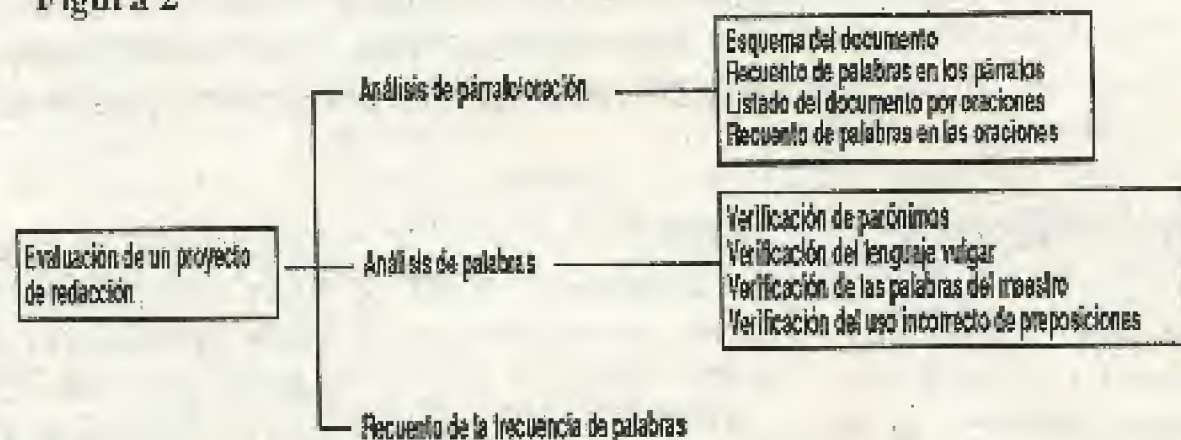 Figura 2
Esquema del documento
Análisis de párrafo/oración
Recuento de palabras en los párrafos
Listado del documento por oraciones
Recuento de palabras en las oraciones
Verificación de parónimos
Evaluación de un proyecto
de redacción
Análisis de palabras
Verificación del lenguaje vulgar
Verificación de las palabras del maestro
Verificación del uso incorrecto de preposiciones
Recuento de la frecuencia de palabras